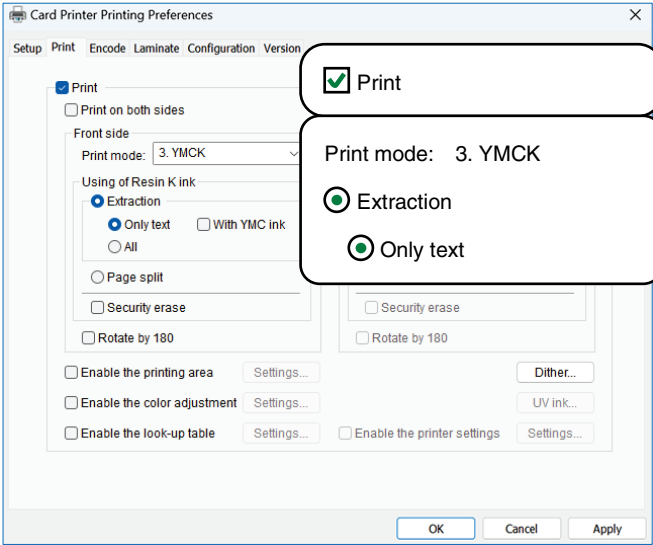 Card Printer Printing Preferences
Setup Print Encode Laminate Configuration Version
Print
Print on both sides
Front side
Print mode: 3. YMCK
Using of Resin K ink
Extraction
Only text With YMC ink
All
Page split
Security erase
Rotate by 180
Print
Print mode: 3. YMCK
Extraction
Only text
Security erase
Rotate by 180
Enable the printing area Settings... Dither...
Enable the color adjustment Settings... UV ink...
Enable the look-up table Settings... Enable the printer settings Settings...
OK Cancel Apply